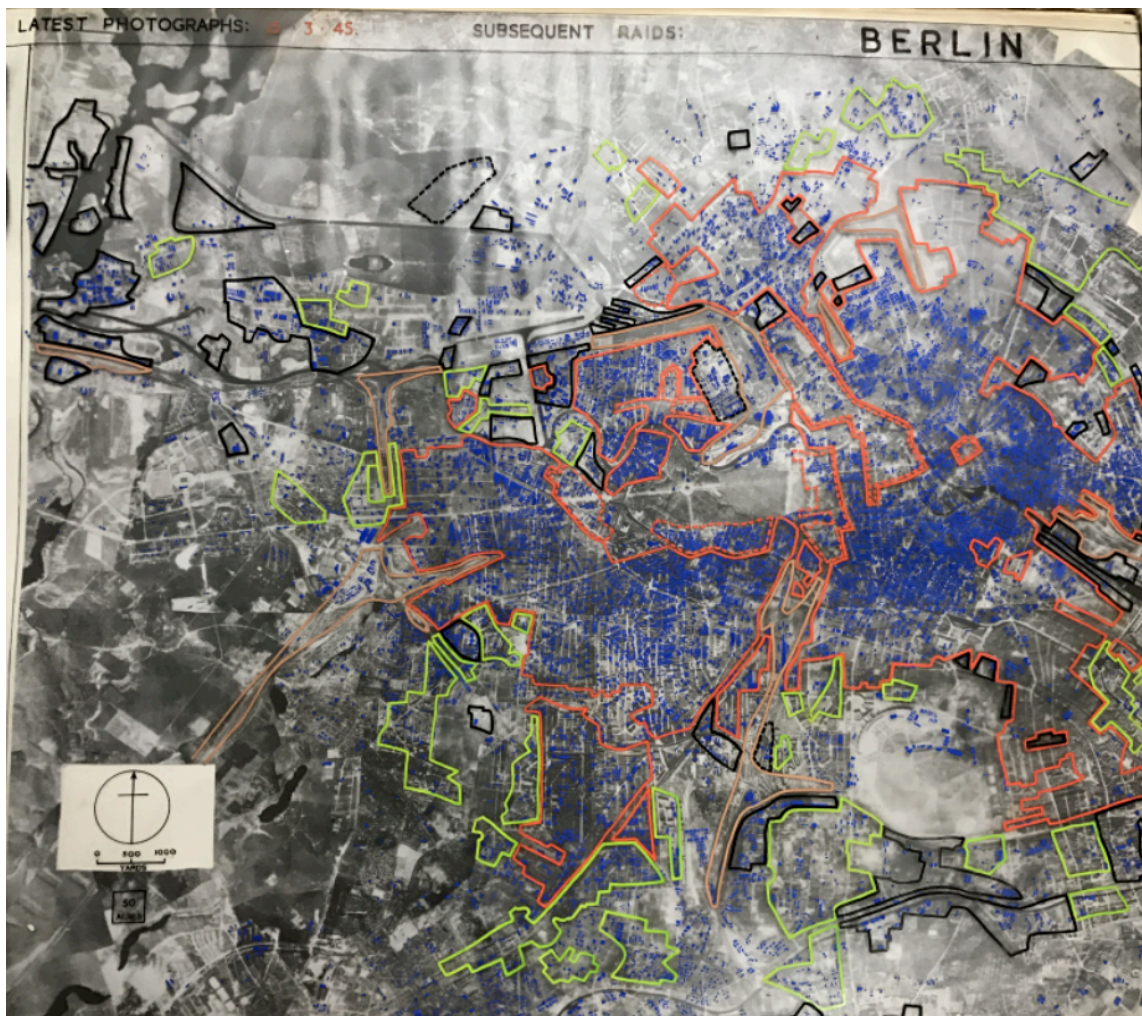 LATEST PHOTOGRAPHS: 3·45. SUBSEQUENT RAIDS: BERLIN
0 500 1000
YARDS
50
ACRES